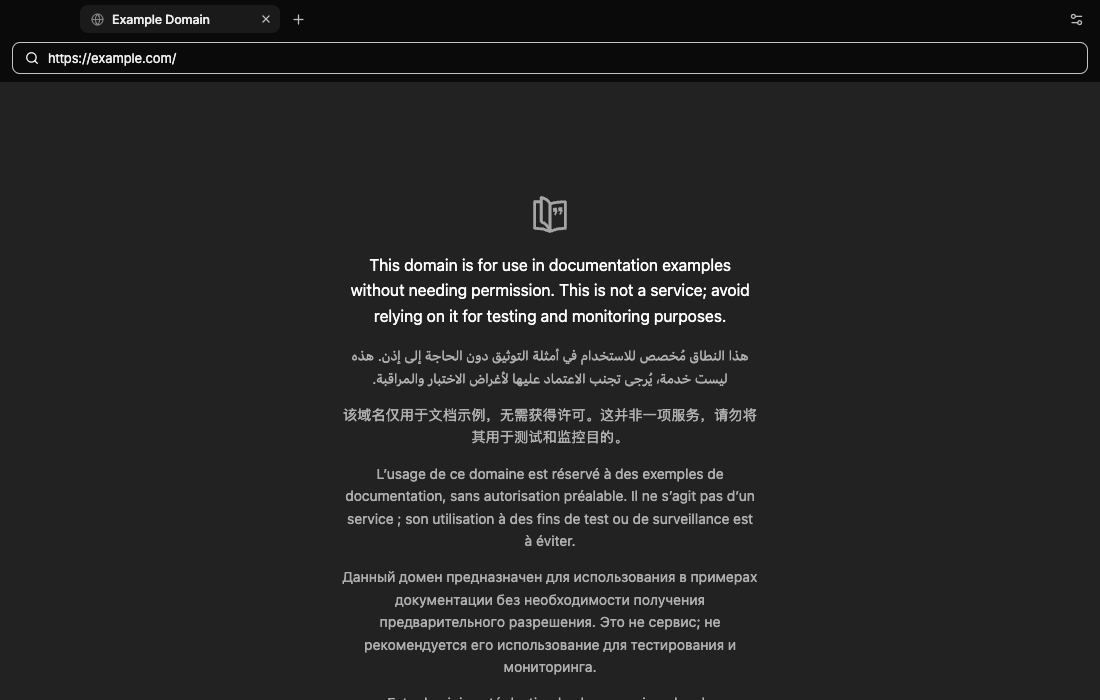 Example Domain
https://example.com/
This domain is for use in documentation examples
without needing permission. This is not a service; avoid
relying on it for testing and monitoring purposes.
هذا النطاق مُخصص للاستخدام في أمثلة التوثيق دون الحاجة إلى إذن. هذه
ليست خدمة، يُرجى تجنب الاعتماد عليها لأغراض الاختبار والمراقبة.
该域名仅用于文档示例，无需获得许可。这并非一项服务，请勿将
其用于测试和监控目的。
L’usage de ce domaine est réservé à des exemples de
documentation, sans autorisation préalable. Il ne s’agit pas d’un
service ; son utilisation à des fins de test ou de surveillance est
à éviter.
Данный домен предназначен для использования в примерах
документации без необходимости получения
предварительного разрешения. Это не сервис; не
рекомендуется его использование для тестирования и
мониторинга.